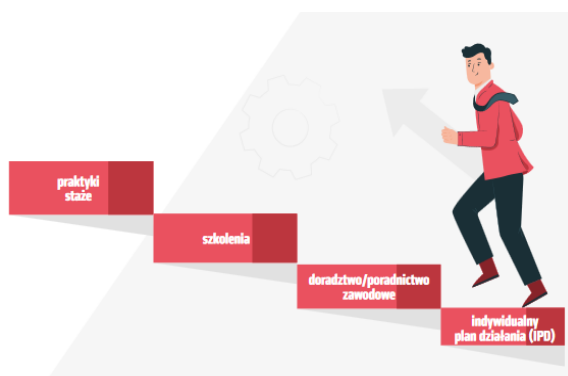 praktyki
staże
szkolenia
doradztwo/poradnictwo
zawodowe
indywidualny
plan działania (IPD)